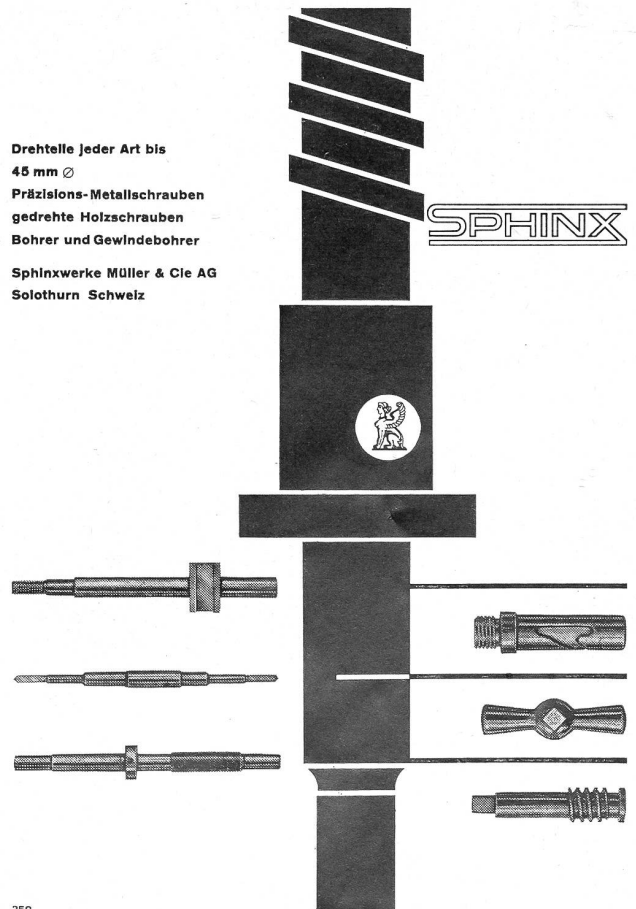 Drehteile jeder Art bis
45 mm ∅
Präzisions-Metallschrauben
gedrehte Holzschrauben
Bohrer und Gewindebohrer
Sphinxwerke Müller & Cie AG
Solothurn Schweiz
SPHINX